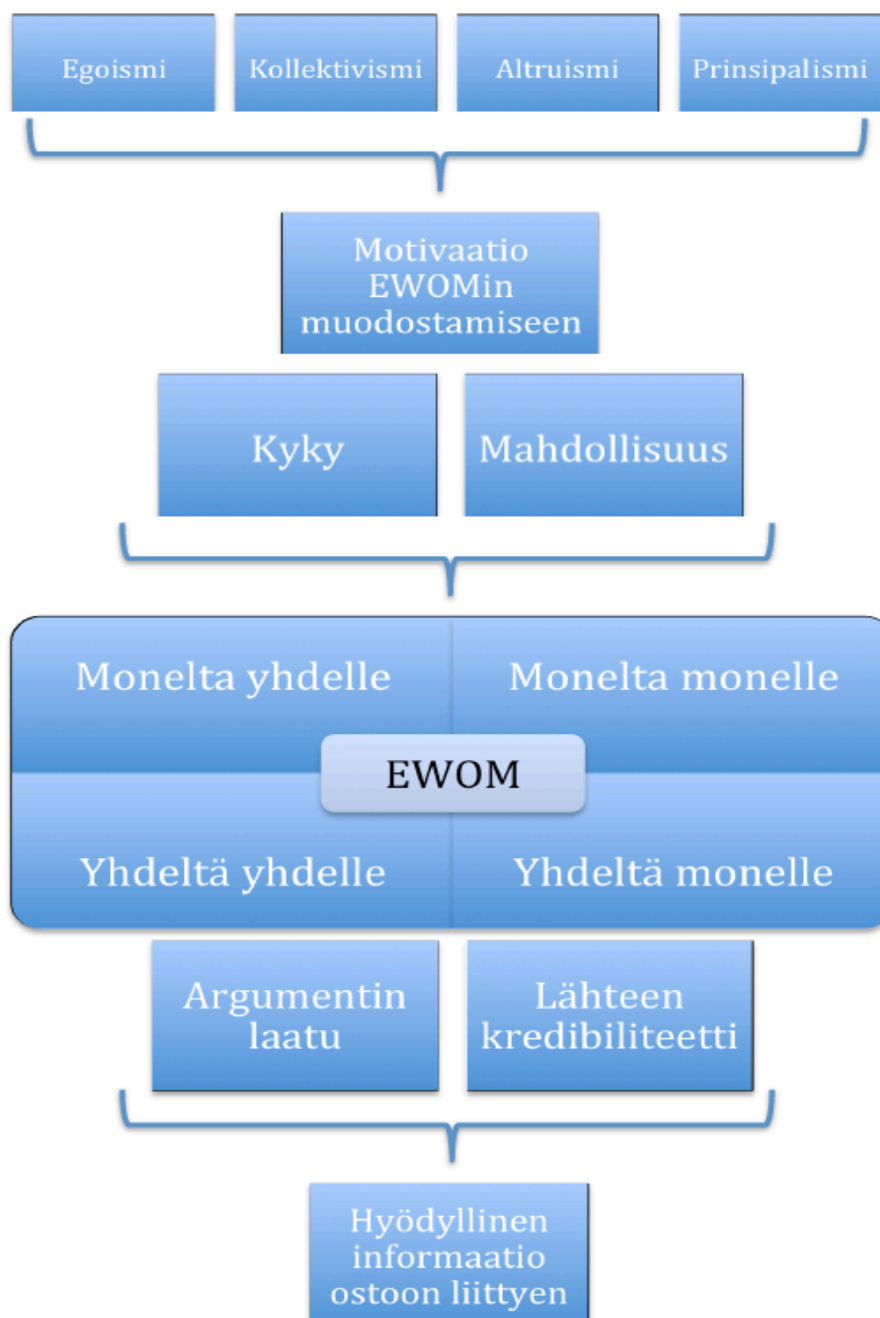 Egoismi Kollektivismi Altruismi Prinsipalismi
Motivaatio
EWOMin
muodostamiseen
Kyky Mahdollisuus
Monelta yhdelle Monelta monelle
EWOM
Yhdeltä yhdelle Yhdeltä monelle
Argumentin
laatu
Lähteen
kredibiliteetti
Hyödyllinen
informaatio
ostoon liittyen